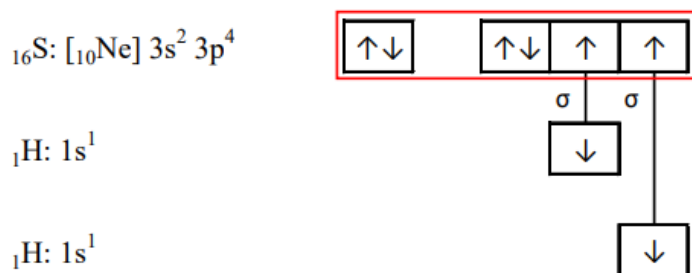 ₁₆S: [₁₀Ne] 3s² 3p⁴ ↑↓ ↑↓ ↑ ↑
σ σ
₁H: 1s¹ ↓
₁H: 1s¹ ↓